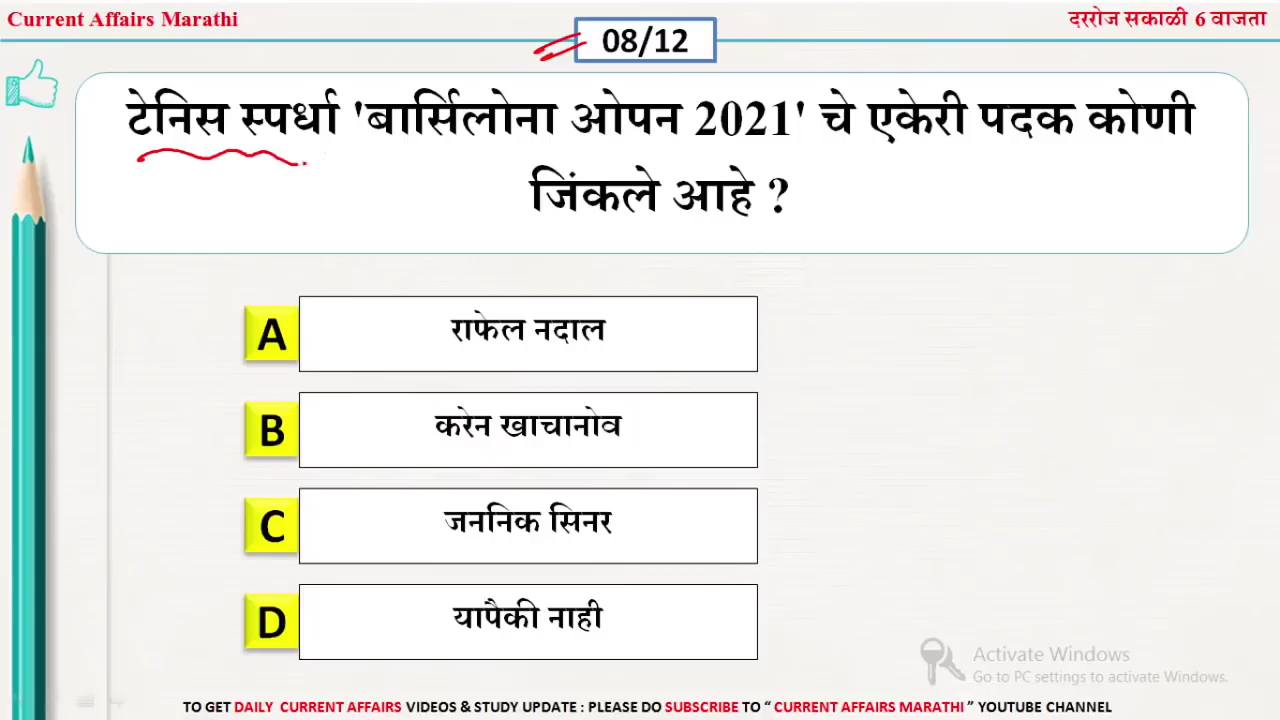 Current Affairs Marathi
दररोज सकाळी 6 वाजता
08/12
टेनिस स्पर्धा 'बार्सिलोना ओपन 2021' चे एकेरी पदक कोणी
जिंकले आहे ?
A
राफेल नदाल
B
करेन खाचानोव
C
जननिक सिनर
D
यापैकी नाही
Activate Windows
Go to PC settings to activate Windows.
TO GET DAILY CURRENT AFFAIRS VIDEOS & STUDY UPDATE : PLEASE DO SUBSCRIBE TO “ CURRENT AFFAIRS MARATHI ” YOUTUBE CHANNEL